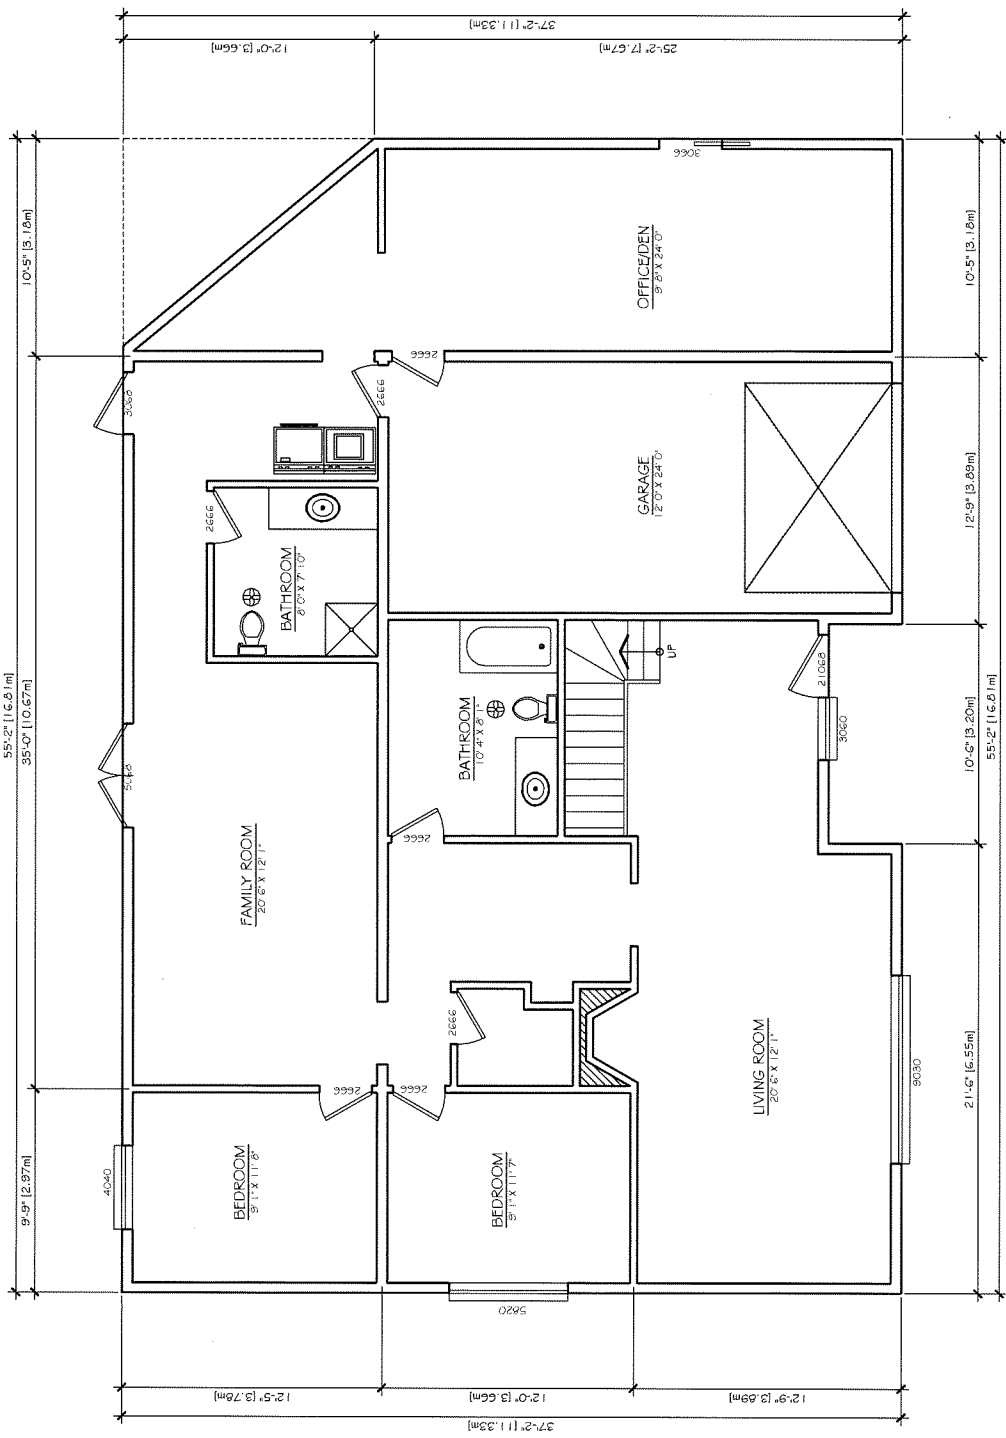 37'-2" [11.33m]
12'-0" [3.66m]
25'-2" [7.67m]
55'-2" [16.81m]
10'-5" [3.18m]
35'-0" [10.67m]
9'-9" [2.97m]
3066
OFFICE/DEN
9' 8" X 24' 0"
10'-5" [3.18m]
3068
2666
2666
GARAGE
12' 0" X 24' 0"
12'-9" [3.89m]
2666
BATHROOM
8' 0" X 7' 10"
UP
21068
3060
10'-6" [3.20m]
55'-2" [16.81m]
BATHROOM
10' 4" X 8' 1"
2666
5068
FAMILY ROOM
20' 6" X 12' 1"
2666
LIVING ROOM
20' 6" X 12' 1"
9030
21'-6" [6.55m]
2666
2666
4040
BEDROOM
9' 1" X 11' 8"
BEDROOM
9' 1" X 11' 7"
5820
12'-5" [3.78m]
12'-0" [3.66m]
12'-9" [3.89m]
37'-2" [11.33m]